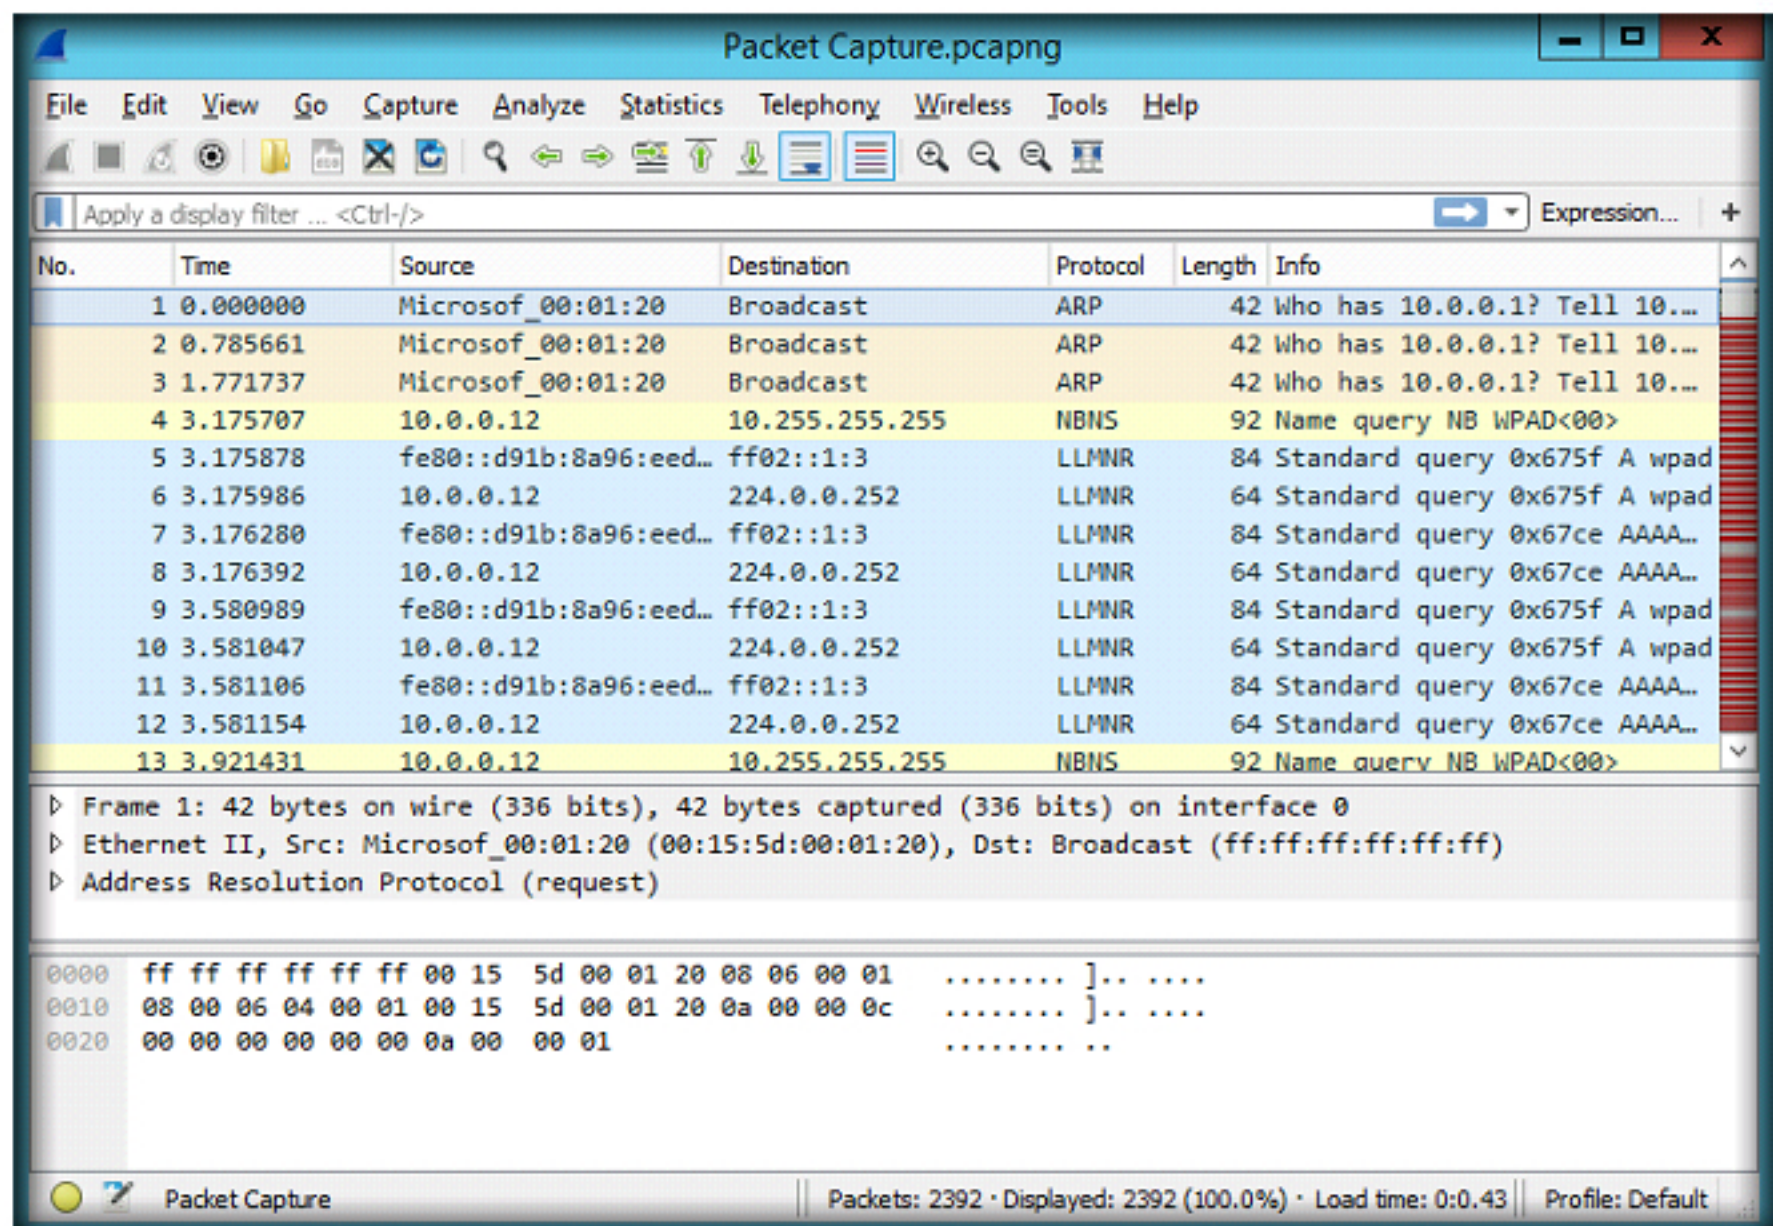 Packet Capture.pcapng
File Edit View Go Capture Analyze Statistics Telephony Wireless Tools Help
Apply a display filter ... <Ctrl-/> Expression... +
No. Time Source Destination Protocol Length Info
1 0.000000 Microsof_00:01:20 Broadcast ARP 42 Who has 10.0.0.1? Tell 10.…
2 0.785661 Microsof_00:01:20 Broadcast ARP 42 Who has 10.0.0.1? Tell 10.…
3 1.771737 Microsof_00:01:20 Broadcast ARP 42 Who has 10.0.0.1? Tell 10.…
4 3.175707 10.0.0.12 10.255.255.255 NBNS 92 Name query NB WPAD<00>
5 3.175878 fe80::d91b:8a96:eed… ff02::1:3 LLMNR 84 Standard query 0x675f A wpad
6 3.175986 10.0.0.12 224.0.0.252 LLMNR 64 Standard query 0x675f A wpad
7 3.176280 fe80::d91b:8a96:eed… ff02::1:3 LLMNR 84 Standard query 0x67ce AAAA…
8 3.176392 10.0.0.12 224.0.0.252 LLMNR 64 Standard query 0x67ce AAAA…
9 3.580989 fe80::d91b:8a96:eed… ff02::1:3 LLMNR 84 Standard query 0x675f A wpad
10 3.581047 10.0.0.12 224.0.0.252 LLMNR 64 Standard query 0x675f A wpad
11 3.581106 fe80::d91b:8a96:eed… ff02::1:3 LLMNR 84 Standard query 0x67ce AAAA…
12 3.581154 10.0.0.12 224.0.0.252 LLMNR 64 Standard query 0x67ce AAAA…
13 3.921431 10.0.0.12 10.255.255.255 NBNS 92 Name query NB WPAD<00>
Frame 1: 42 bytes on wire (336 bits), 42 bytes captured (336 bits) on interface 0
Ethernet II, Src: Microsof_00:01:20 (00:15:5d:00:01:20), Dst: Broadcast (ff:ff:ff:ff:ff:ff)
Address Resolution Protocol (request)
0000 ff ff ff ff ff ff 00 15 5d 00 01 20 08 06 00 01 ........ ].. ....
0010 08 00 06 04 00 01 00 15 5d 00 01 20 0a 00 00 0c ........ ].. ....
0020 00 00 00 00 00 00 0a 00 00 01 ........ ..
Packet Capture Packets: 2392 · Displayed: 2392 (100.0%) · Load time: 0:0.43 Profile: Default